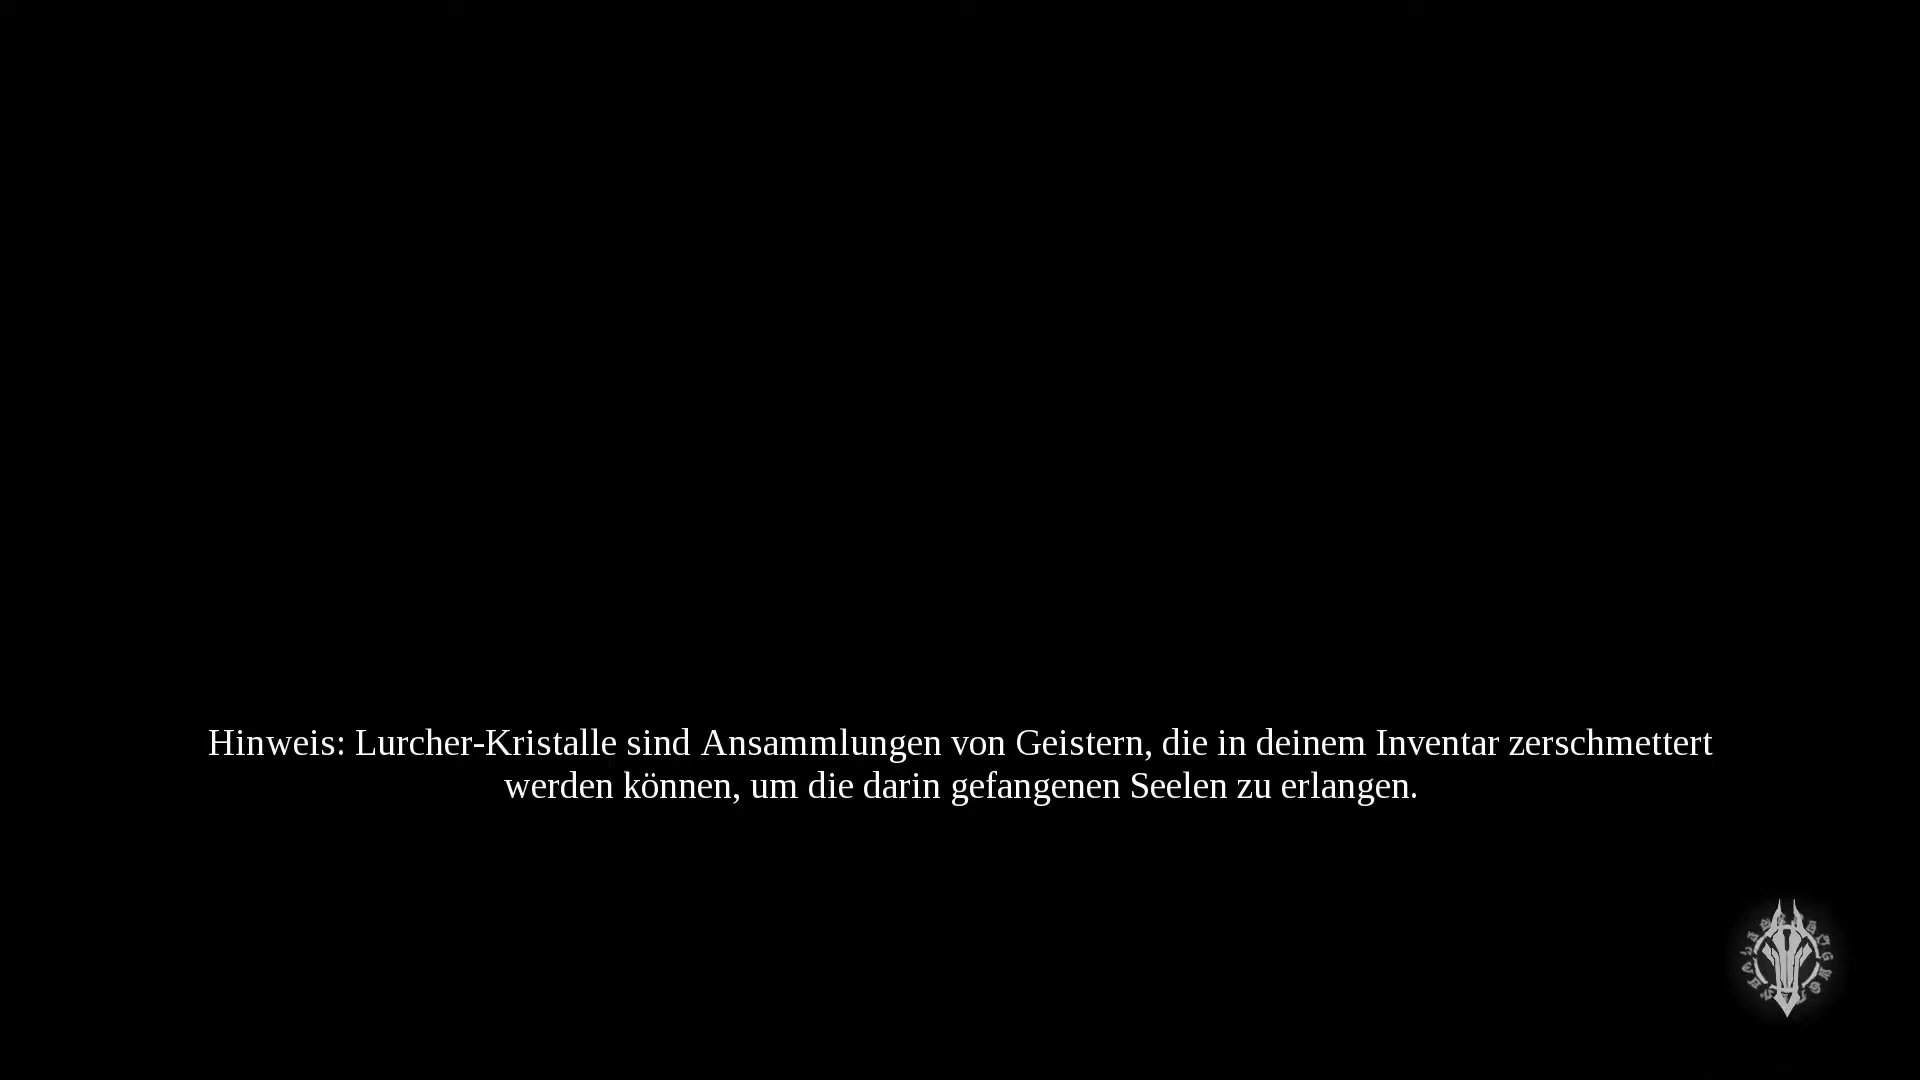 Hinweis: Lurcher-Kristalle sind Ansammlungen von Geistern, die in deinem Inventar zerschmettert
werden können, um die darin gefangenen Seelen zu erlangen.